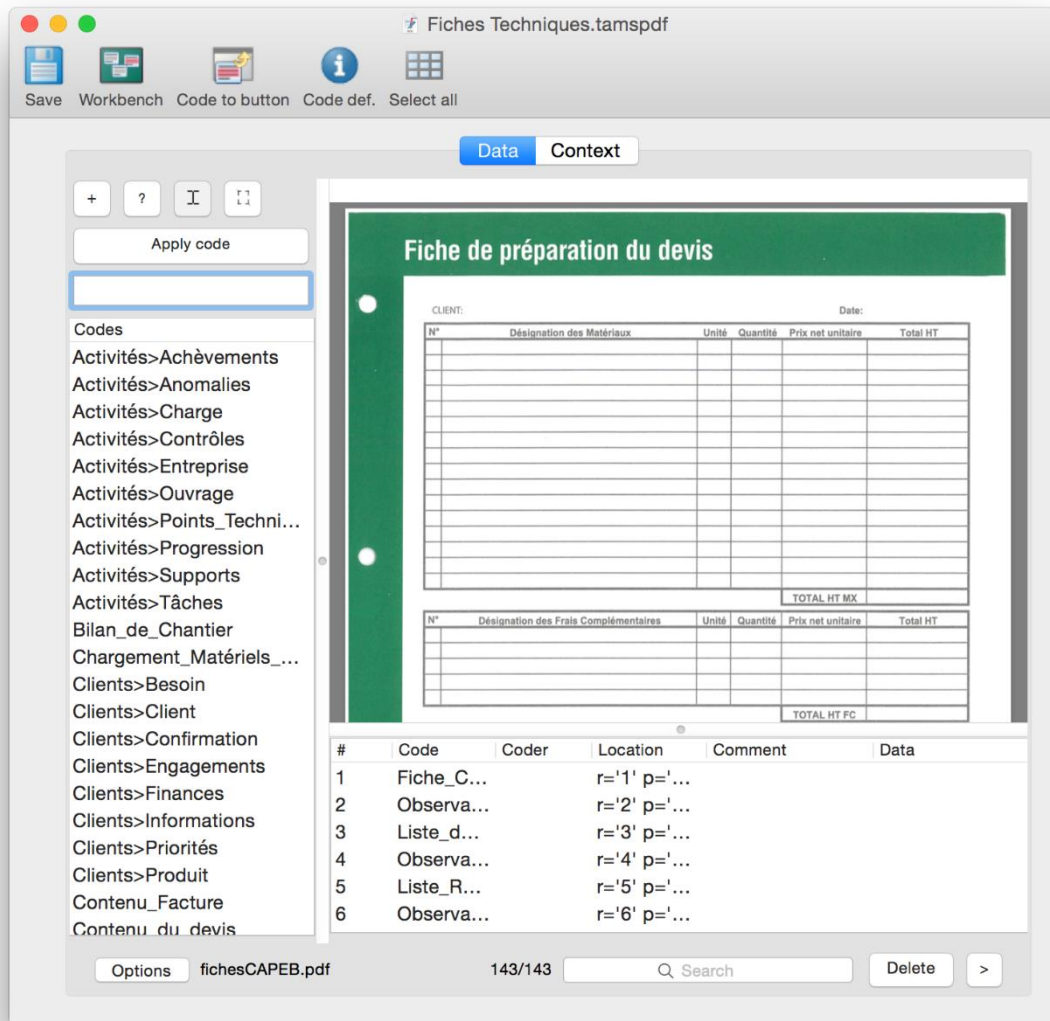 Fiches Techniques.tamspdf
Save Workbench Code to button Code def. Select all
Data Context
+ ?
Apply code
Codes
Activités>Achèvements
Activités>Anomalies
Activités>Charge
Activités>Contrôles
Activités>Entreprise
Activités>Ouvrage
Activités>Points_Techni...
Activités>Progression
Activités>Supports
Activités>Tâches
Bilan_de_Chantier
Chargement_Matériels_...
Clients>Besoin
Clients>Client
Clients>Confirmation
Clients>Engagements
Clients>Finances
Clients>Informations
Clients>Priorités
Clients>Produit
Contenu_Facture
Contenu_du_devis
Fiche de préparation du devis
CLIENT: Date:
N° Désignation des Matériaux Unité Quantité Prix net unitaire Total HT
TOTAL HT MX
N° Désignation des Frais Complémentaires Unité Quantité Prix net unitaire Total HT
TOTAL HT FC
# Code Coder Location Comment Data
1 Fiche_C... r='1' p='...
2 Observa... r='2' p='...
3 Liste_d... r='3' p='...
4 Observa... r='4' p='...
5 Liste_R... r='5' p='...
6 Observa... r='6' p='...
Options fichesCAPEB.pdf 143/143 Search Delete >